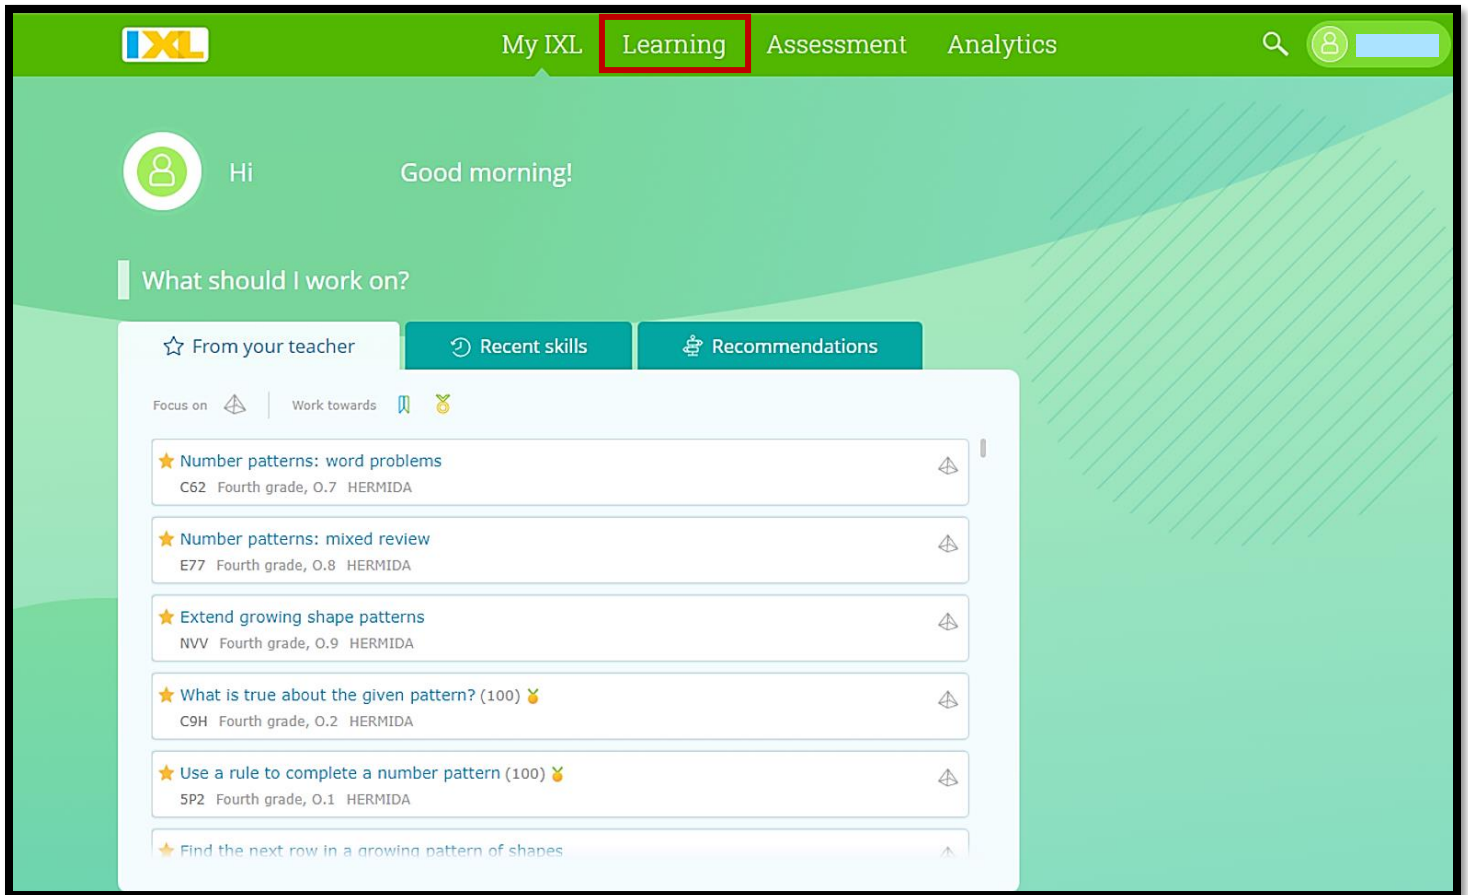 IXL My IXL Learning Assessment Analytics
Hi Good morning!
What should I work on?
From your teacher Recent skills Recommendations
Focus on Work towards
Number patterns: word problems
C62 Fourth grade, O.7 HERMIDA
Number patterns: mixed review
E77 Fourth grade, O.8 HERMIDA
Extend growing shape patterns
NVV Fourth grade, O.9 HERMIDA
What is true about the given pattern? (100)
C9H Fourth grade, O.2 HERMIDA
Use a rule to complete a number pattern (100)
5P2 Fourth grade, O.1 HERMIDA
Find the next row in a growing pattern of shapes